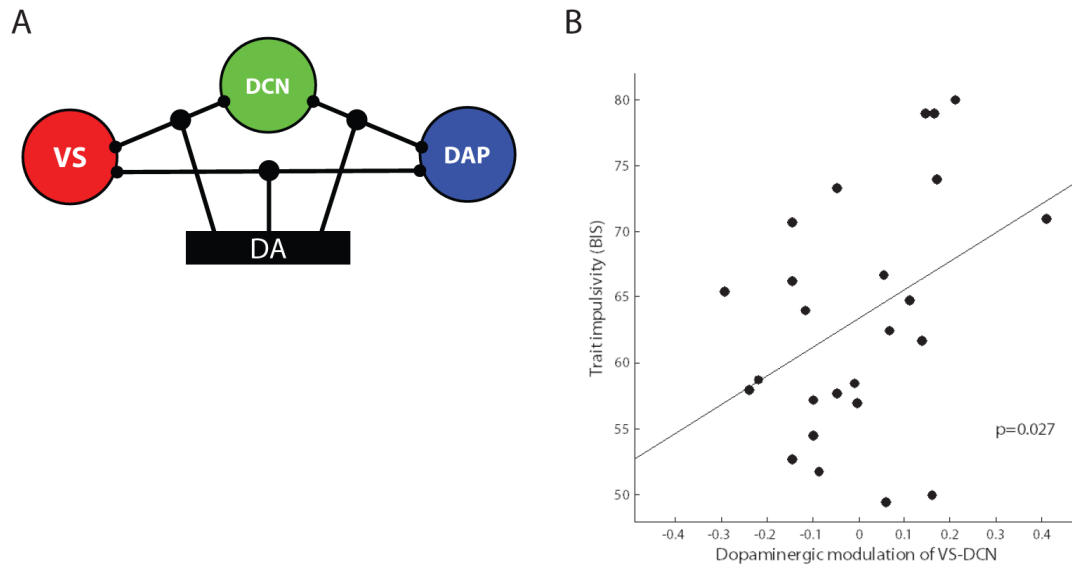 A
VS
DCN
DAP
DA
B
Trait impulsivity (BIS)
80
75
70
65
60
55
50
p=0.027
-0.4 -0.3 -0.2 -0.1 0 0.1 0.2 0.3 0.4
Dopaminergic modulation of VS-DCN